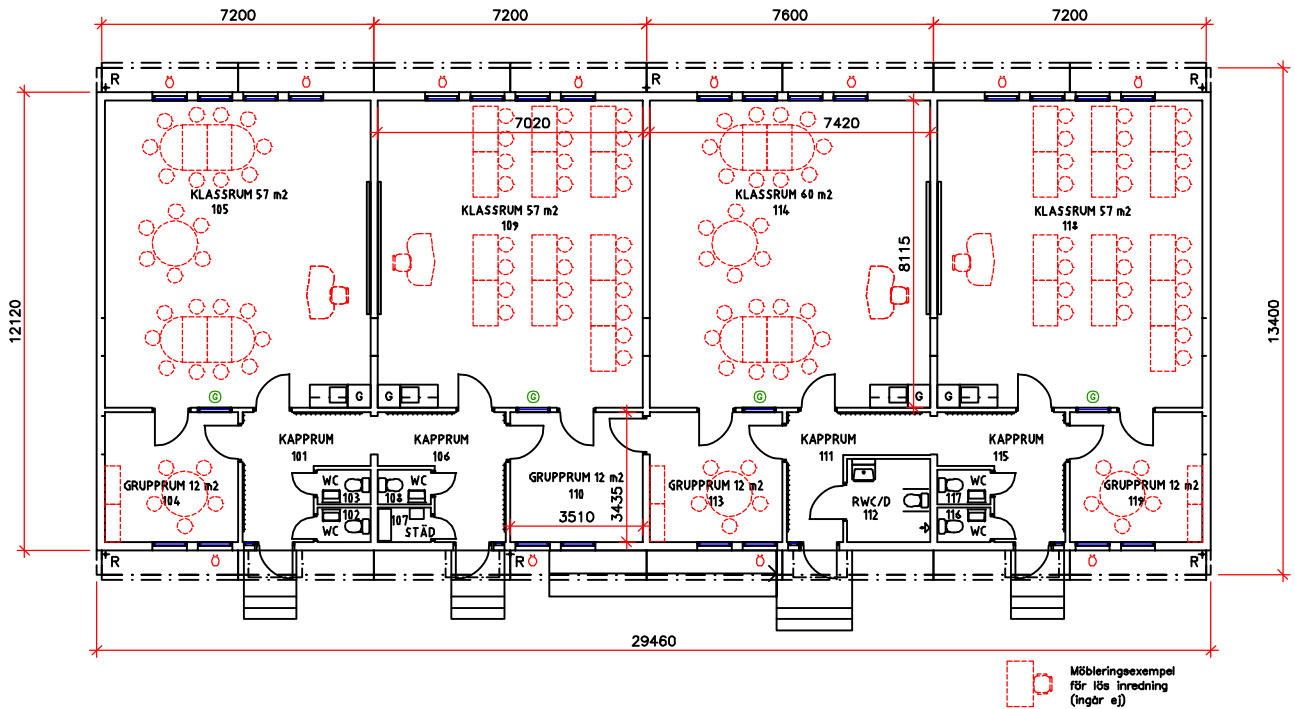 7200
7200
7600
7200
R
Ö
Ö
Ö
Ö
R
Ö
Ö
Ö
Ö
R
7020
7420
KLASSRUM 57 m2
105
KLASSRUM 57 m2
109
KLASSRUM 60 m2
114
KLASSRUM 57 m2
118
8115
12120
13400
G
G
G
G
G
G
G
G
KAPPRUM
101
KAPPRUM
106
KAPPRUM
111
KAPPRUM
115
GRUPPRUM 12 m2
104
WC
103
102
WC
WC
108
107
STÄD
GRUPPRUM 12 m2
110
3510
3435
GRUPPRUM 12 m2
113
RWC/D
112
WC
117
116
WC
GRUPPRUM 12 m2
119
R
Ö
R
Ö
Ö
Ö
R
29460
Möbleringsexempel
för lös inredning
(ingår ej)